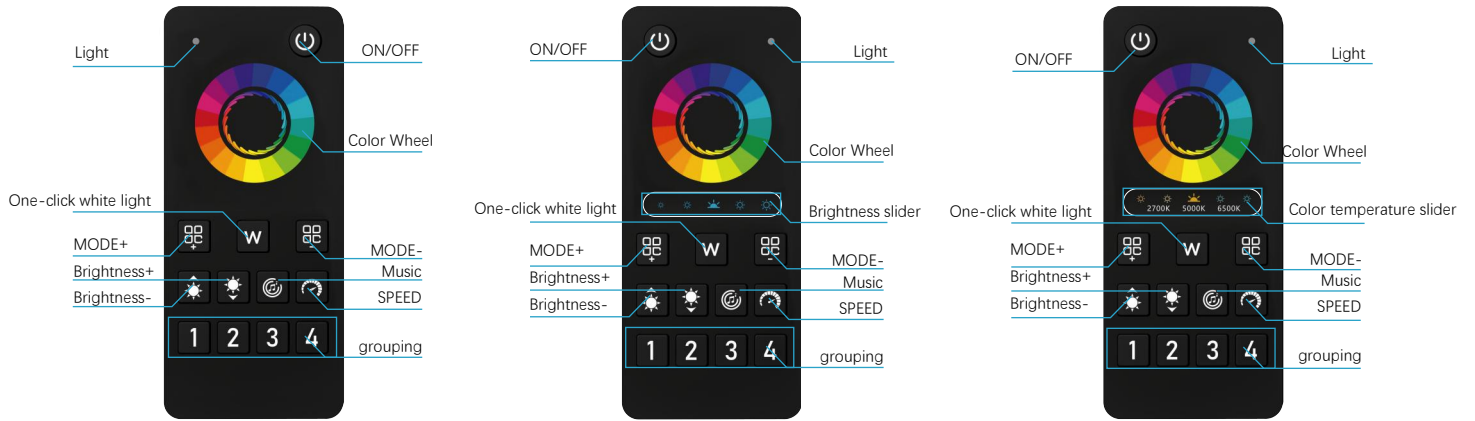 Light
ON/OFF
Color Wheel
One-click white light
W
MODE+
MODE-
Brightness+
Music
Brightness-
SPEED
1 2 3 4
grouping
ON/OFF
Light
Color Wheel
One-click white light
Brightness slider
W
MODE+
MODE-
Brightness+
Music
Brightness-
SPEED
1 2 3 4
grouping
ON/OFF
Light
Color Wheel
2700K 5000K 6500K
One-click white light
Color temperature slider
W
MODE+
MODE-
Brightness+
Music
Brightness-
SPEED
1 2 3 4
grouping